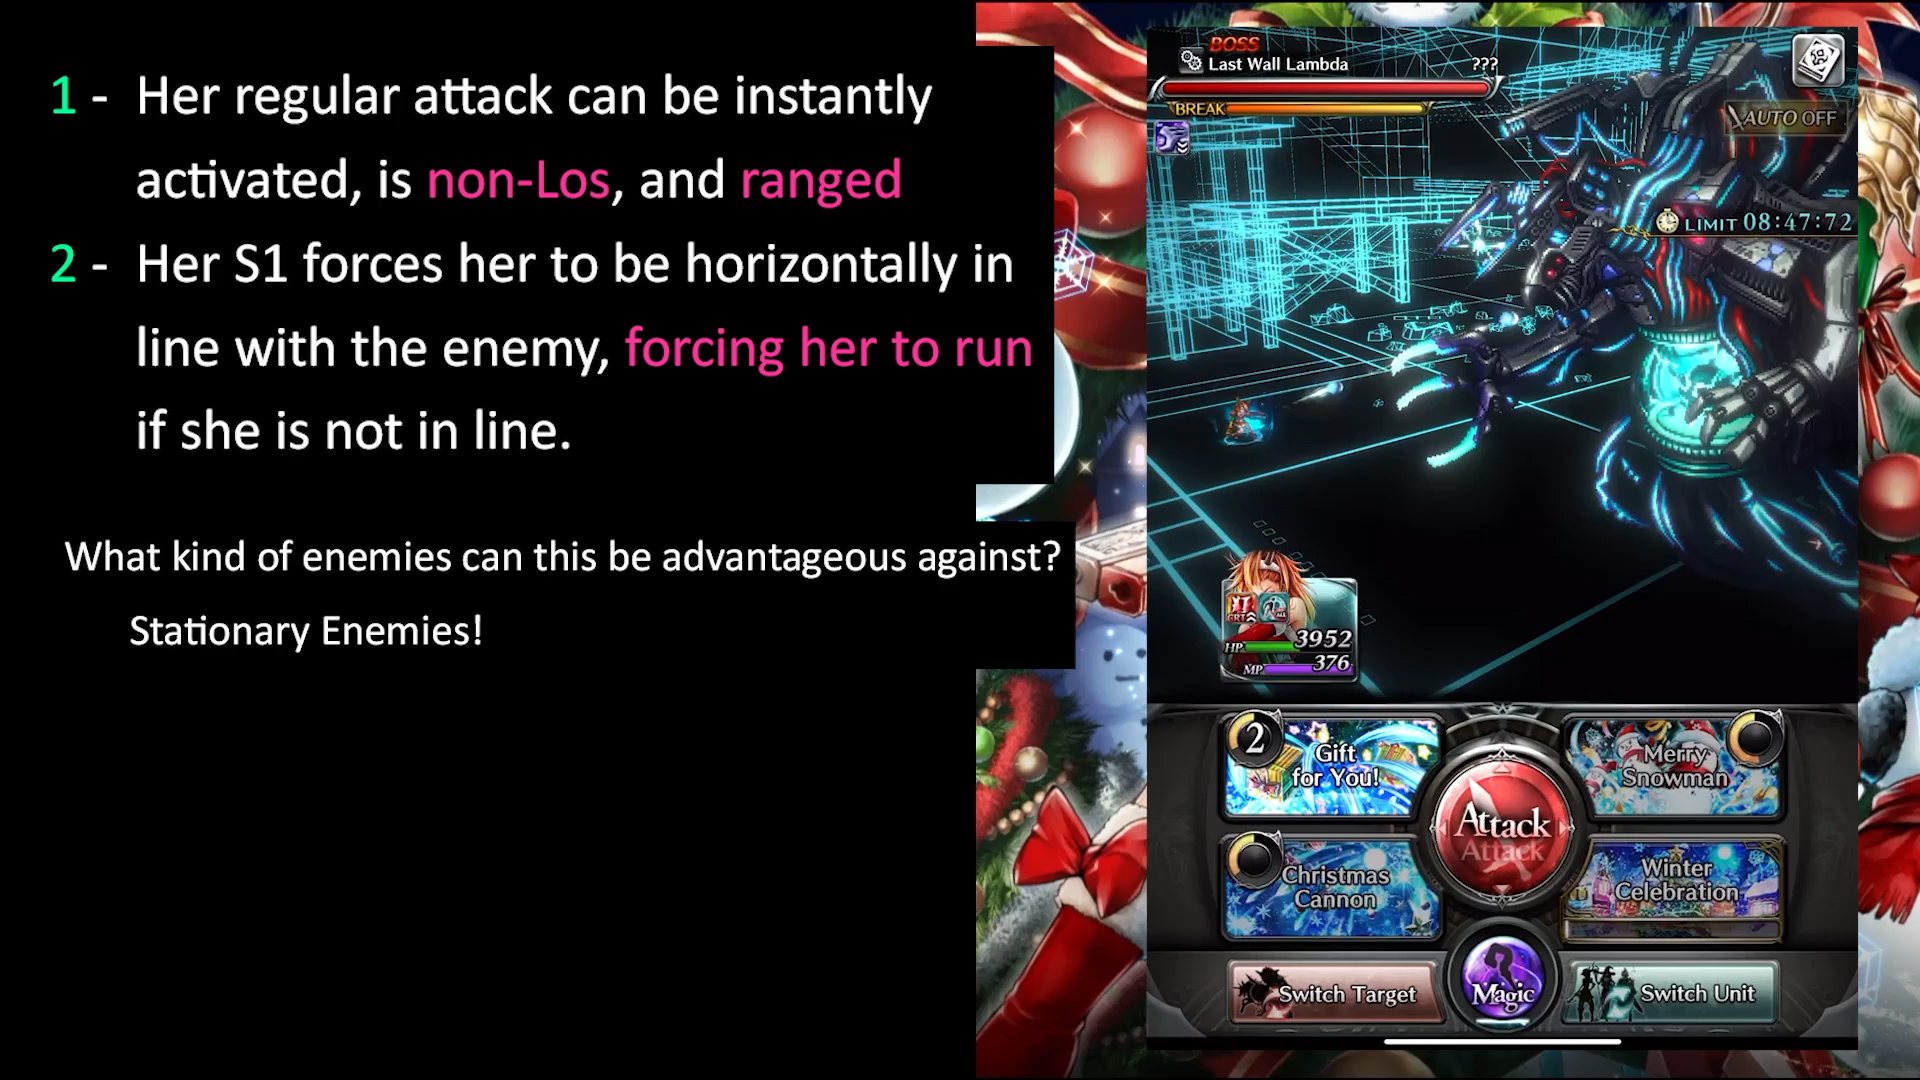 1 - Her regular attack can be instantly
activated, is non-Los, and ranged
2 - Her S1 forces her to be horizontally in
line with the enemy, forcing her to run
if she is not in line.
What kind of enemies can this be advantageous against?
Stationary Enemies!
BOSS
Last Wall Lambda ???
BREAK
AUTO OFF
LIMIT 08:47:72
CRT
ALL
HP 3952
MP 376
2
Gift
for You!
Merry
Snowman
Attack
Attack
Christmas
Cannon
Winter
Celebration
Switch Target
Magic
Switch Unit